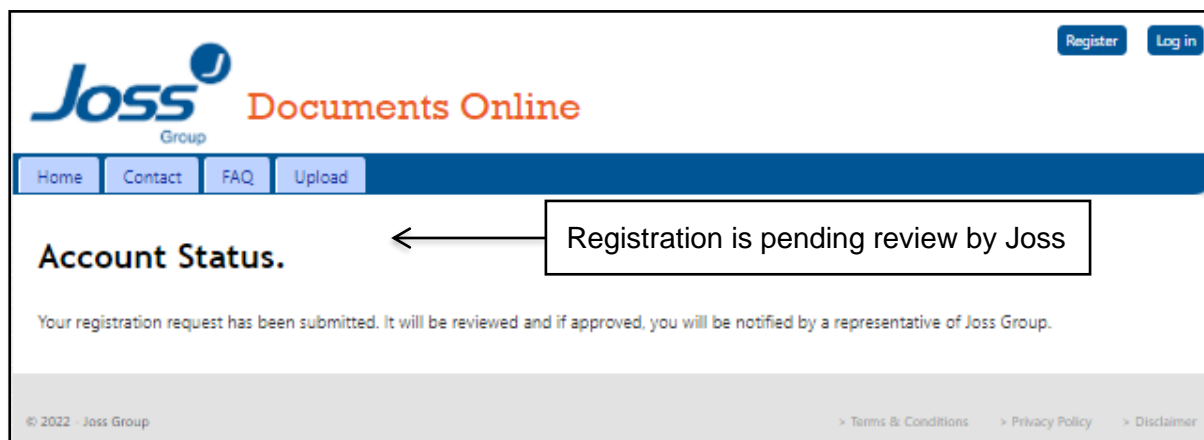 Register Log in
Joss
Group
Documents Online
Home Contact FAQ Upload
Registration is pending review by Joss
Account Status.
Your registration request has been submitted. It will be reviewed and if approved, you will be notified by a representative of Joss Group.
© 2022 - Joss Group > Terms & Conditions > Privacy Policy > Disclaimer